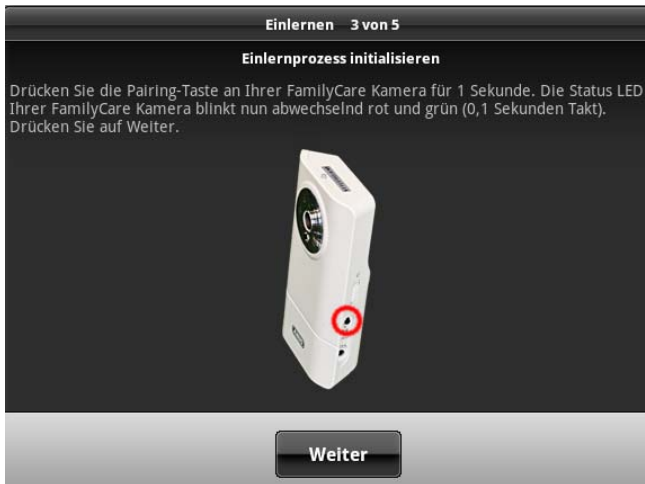 Einlernen 3 von 5
Einlernprozess initialisieren
Drücken Sie die Pairing-Taste an Ihrer FamilyCare Kamera für 1 Sekunde. Die Status LED
Ihrer FamilyCare Kamera blinkt nun abwechselnd rot und grün (0,1 Sekunden Takt).
Drücken Sie auf Weiter.
Weiter